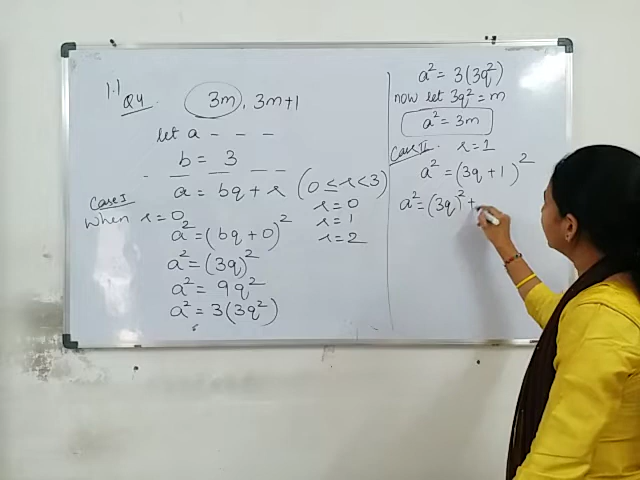 1.1
Q4.
3m, 3m+1
let a - - -
b = 3
a = bq + r (0 ≤ r < 3)
r = 0
r = 1
r = 2
Case I
When r = 0
a² = (bq + 0)²
a² = (3q)²
a² = 9q²
a² = 3(3q²)
a² = 3(3q²)
now let 3q² = m
a² = 3m
Case II. r = 1
a² = (3q + 1)²
a² = (3q)² +